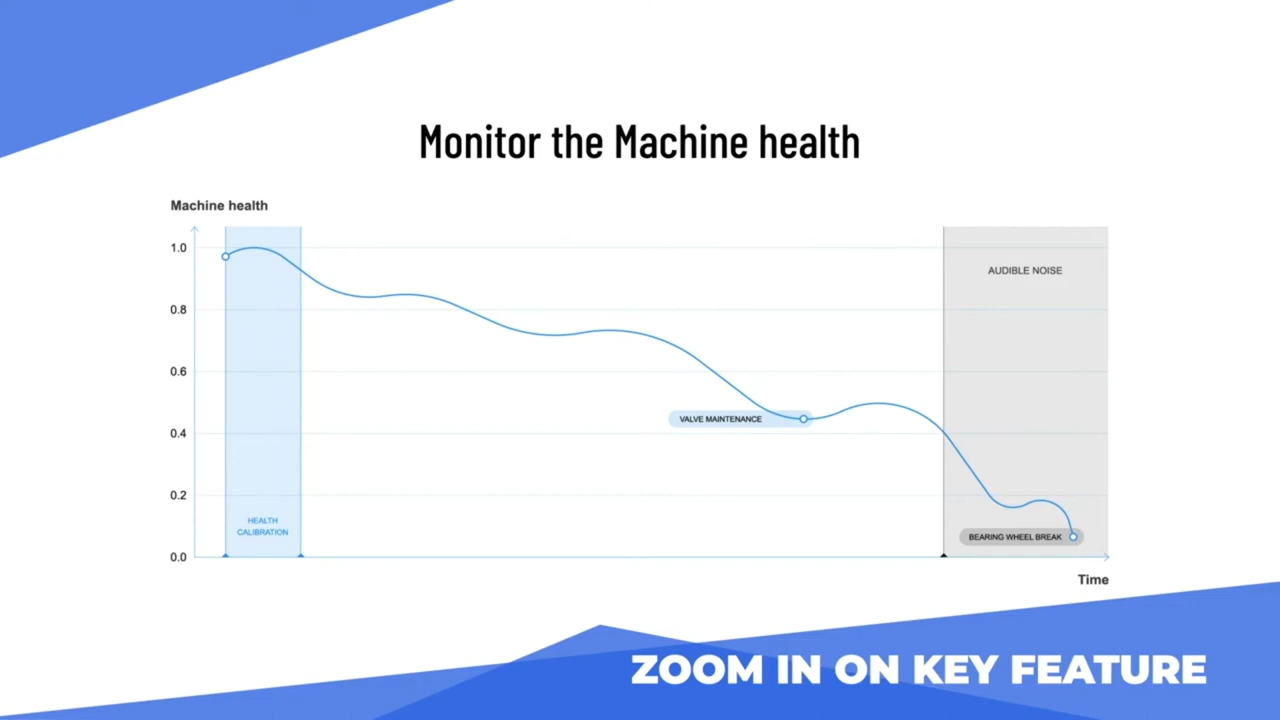 Monitor the Machine health
Machine health
1.0
AUDIBLE NOISE
0.8
0.6
VALVE MAINTENANCE
0.4
0.2
HEALTH
CALIBRATION
BEARING WHEEL BREAK
0.0
Time
ZOOM IN ON KEY FEATURE